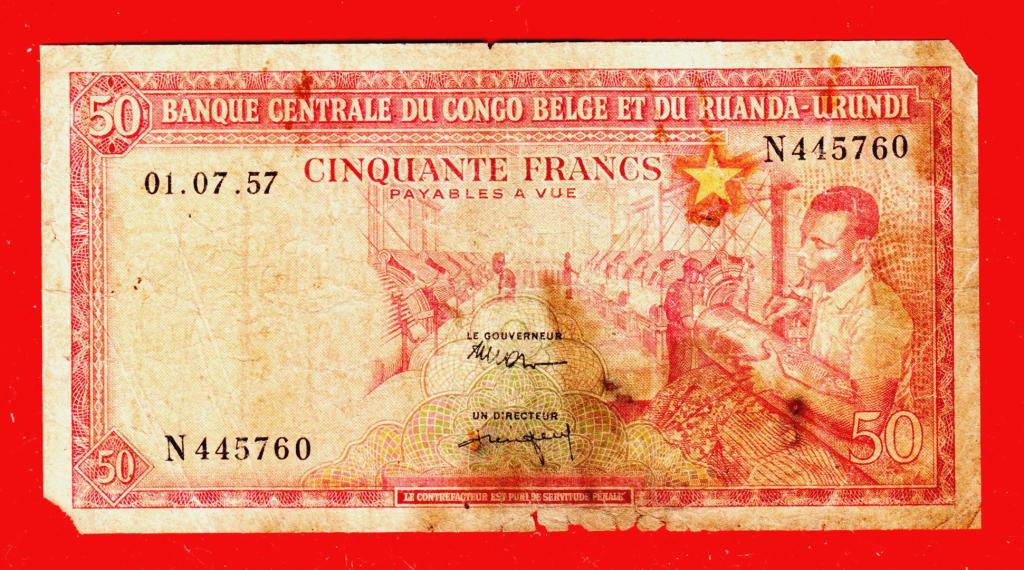 50 BANQUE CENTRALE DU CONGO BELGE ET DU RUANDA-URUNDI
N445760
01.07.57
CINQUANTE FRANCS
PAYABLES A VUE
LE GOUVERNEUR
UN DIRECTEUR
N445760
50
50
LE CONTREFACTEUR EST PUNI DE SERVITUDE PÉNALE